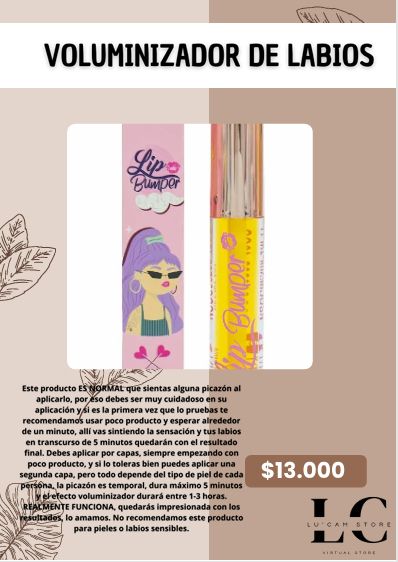 VOLUMINIZADOR DE LABIOS
Lip
Bumper
Lip Bumper
Este producto ES NORMAL que sientas alguna picazón al
aplicarlo, por eso debes ser muy cuidadoso en su
aplicación y si es la primera vez que lo pruebas te
recomendamos usar poco producto y esperar alrededor
de un minuto, allí vas sintiendo la sensación y tus labios
en transcurso de 5 minutos quedarán con el resultado
final. Debes aplicar por capas, siempre empezando con
poco producto, y si lo toleras bien puedes aplicar una
segunda capa, pero todo depende del tipo de piel de cada
persona, la picazón es temporal, dura máximo 5 minutos
y el efecto voluminizador durará entre 1-3 horas.
REALMENTE FUNCIONA, quedarás impresionada con los
resultados, lo amamos. No recomendamos este producto
para pieles o labios sensibles.
$13.000
LC
LU'CAM STORE
VIRTUAL STORE